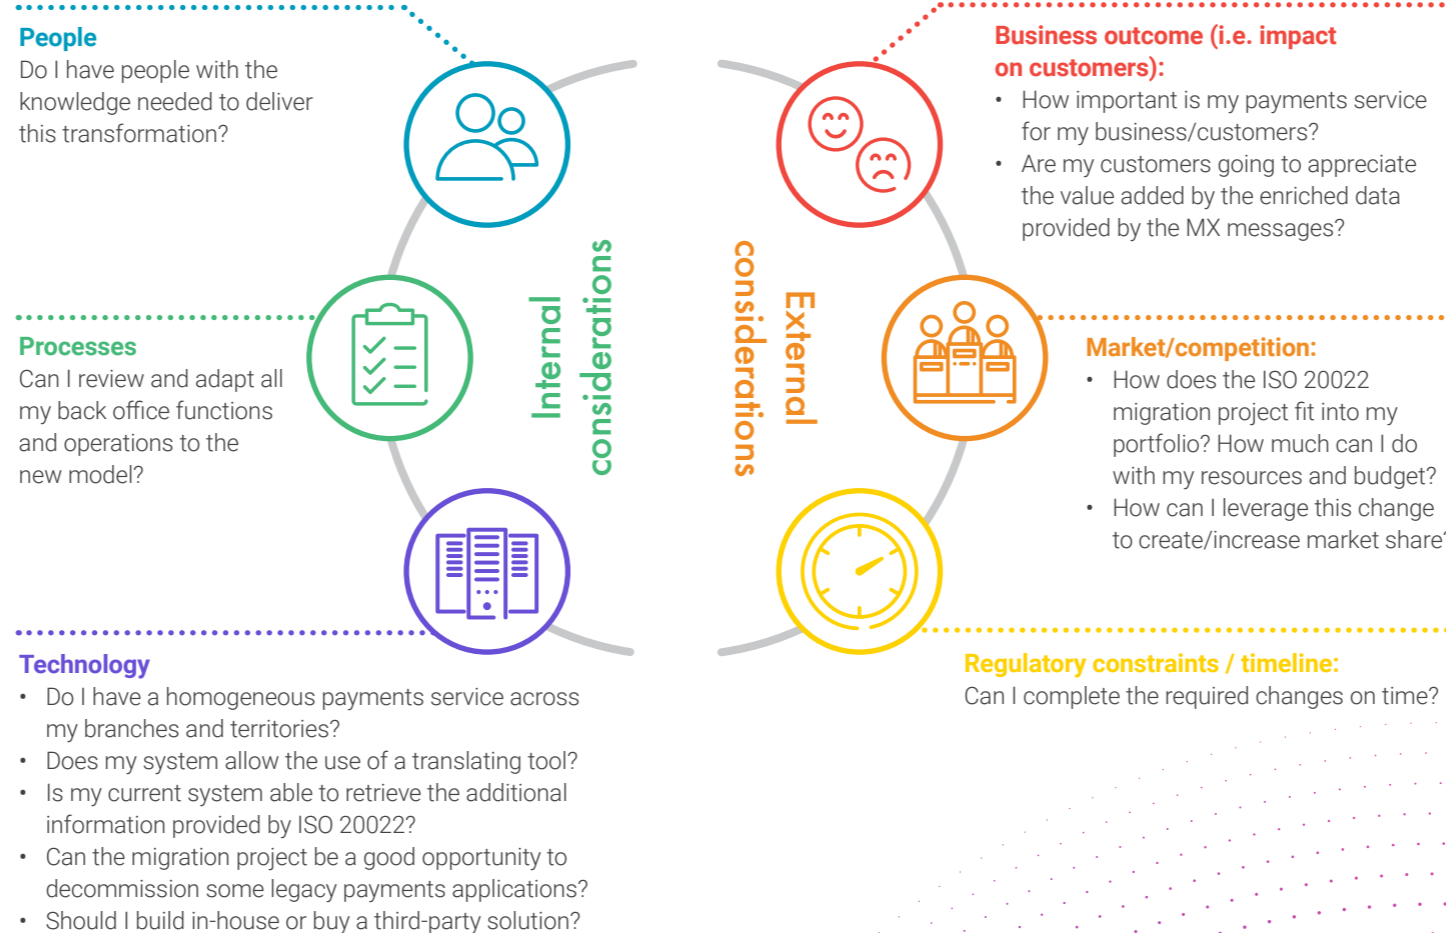 People
Do I have people with the
knowledge needed to deliver
this transformation?
Processes
Can I review and adapt all
my back office functions
and operations to the
new model?
Technology
• Do I have a homogeneous payments service across
my branches and territories?
• Does my system allow the use of a translating tool?
• Is my current system able to retrieve the additional
information provided by ISO 20022?
• Can the migration project be a good opportunity to
decommission some legacy payments applications?
• Should I build in-house or buy a third-party solution?
Internal
considerations
External
considerations
Business outcome (i.e. impact
on customers):
• How important is my payments service
for my business/customers?
• Are my customers going to appreciate
the value added by the enriched data
provided by the MX messages?
Market/competition:
• How does the ISO 20022
migration project fit into my
portfolio? How much can I do
with my resources and budget?
• How can I leverage this change
to create/increase market share?
Regulatory constraints / timeline:
Can I complete the required changes on time?